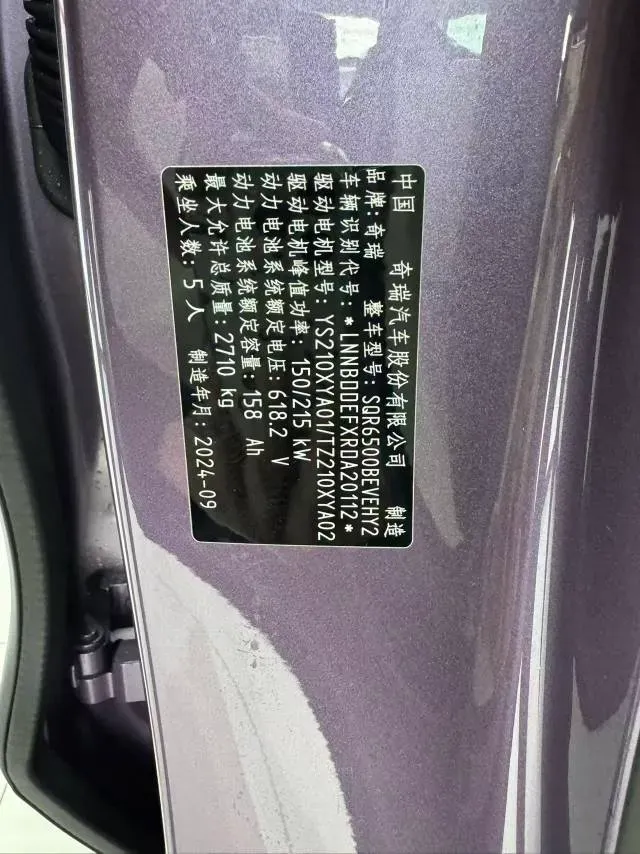 中国 奇瑞汽车股份有限公司 制造
品牌:奇瑞 整车型号:SQR6500BEVEHY2
车辆识别代号:*LNNBDDEFXRDA20112*
驱动电机型号:YS210XYA01/TZ210XYA02
驱动电机峰值功率:150/215 kW
动力电池系统额定电压:618.2 V
动力电池系统额定容量:158 Ah
最大允许总质量:2710 kg
乘坐人数:5人 制造年月:2024-09